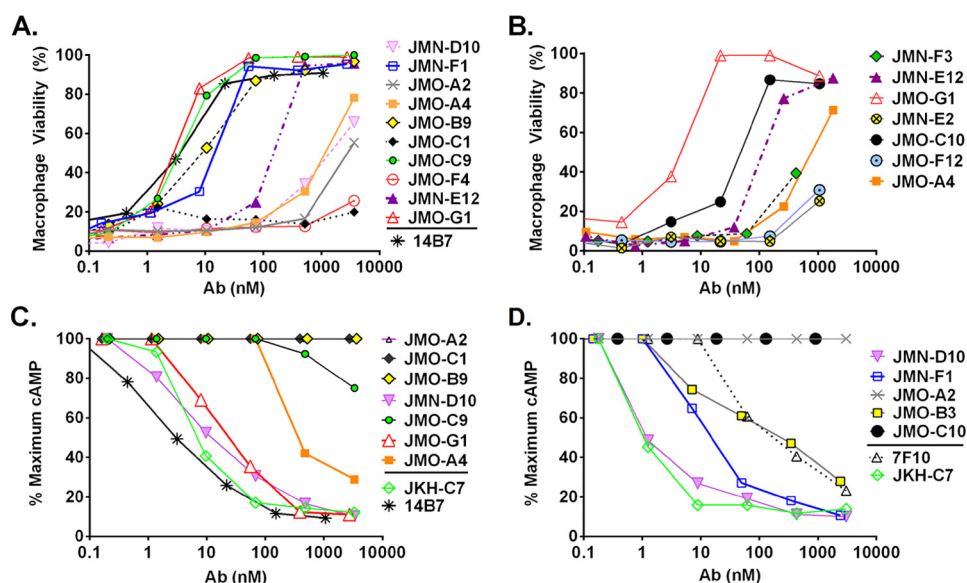 A.
Macrophage Viability (%)
100
80
60
40
20
0
0.1 1 10 100 1000 10000
Ab (nM)
JMN-D10
JMN-F1
JMO-A2
JMO-A4
JMO-B9
JMO-C1
JMO-C9
JMO-F4
JMN-E12
JMO-G1
14B7
B.
Macrophage Viability (%)
100
80
60
40
20
0
0.1 1 10 100 1000 10000
Ab (nM)
JMN-F3
JMN-E12
JMO-G1
JMN-E2
JMO-C10
JMO-F12
JMO-A4
C.
% Maximum cAMP
100
80
60
40
20
0
0.1 1 10 100 1000 10000
Ab (nM)
JMO-A2
JMO-C1
JMO-B9
JMN-D10
JMO-C9
JMO-G1
JMO-A4
JKH-C7
14B7
D.
% Maximum cAMP
100
80
60
40
20
0
0.1 1 10 100 1000 10000
Ab (nM)
JMN-D10
JMN-F1
JMO-A2
JMO-B3
JMO-C10
7F10
JKH-C7